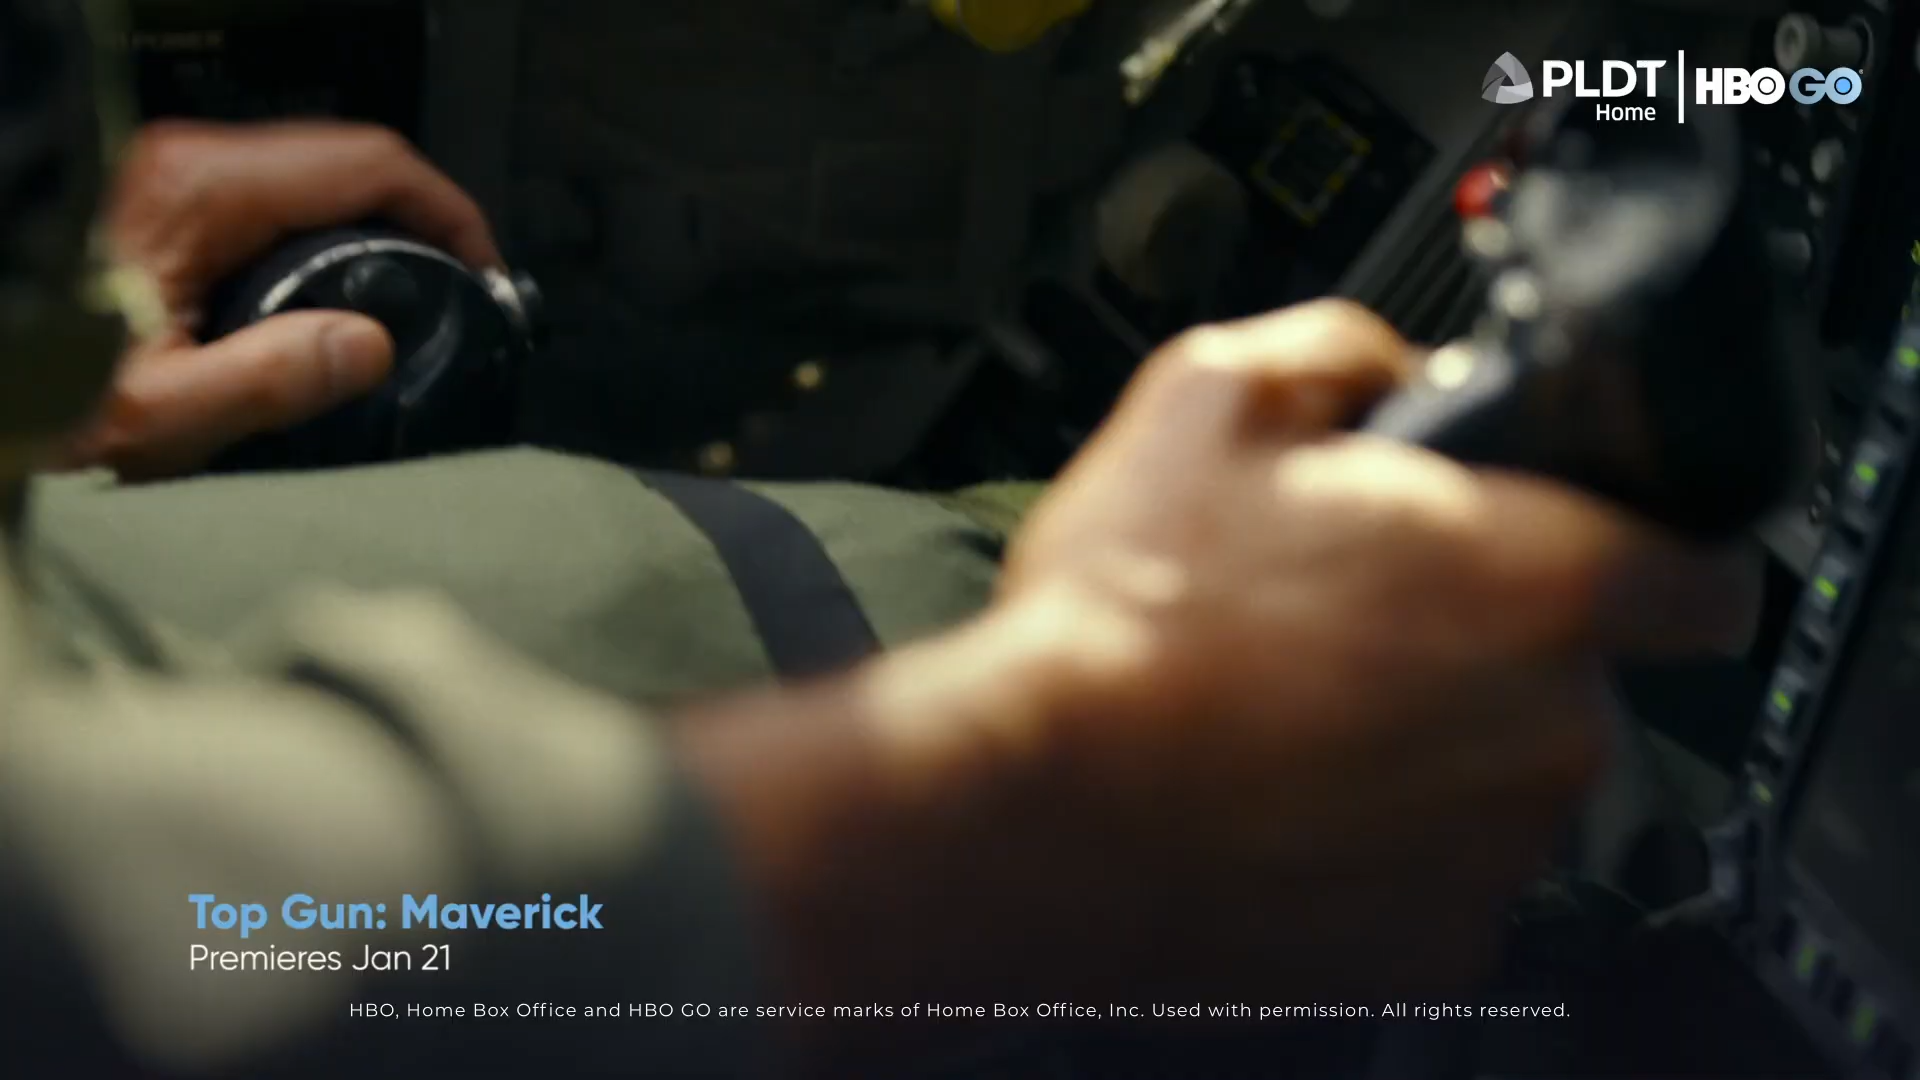 PLDT
Home
HBO GO
Top Gun: Maverick
Premieres Jan 21
HBO, Home Box Office and HBO GO are service marks of Home Box Office, Inc. Used with permission. All rights reserved.